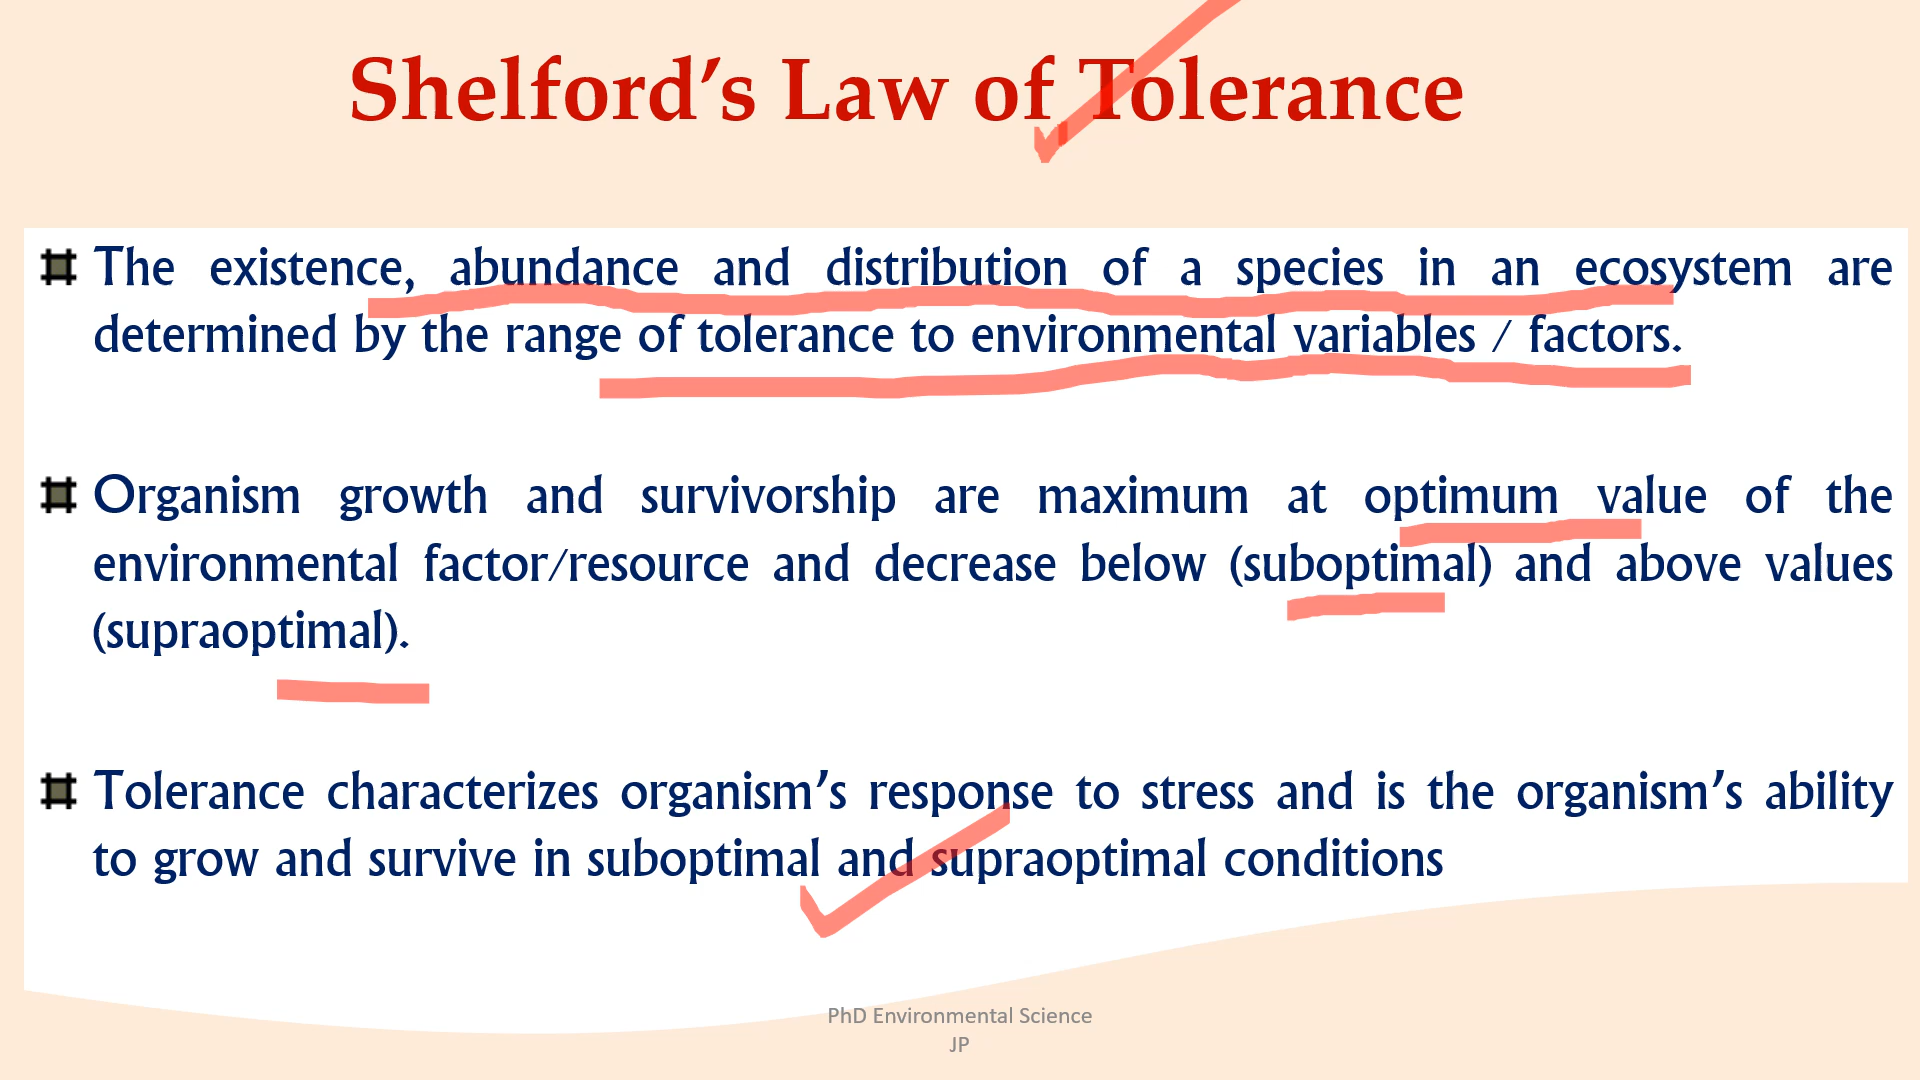 Shelford’s Law of Tolerance
The existence, abundance and distribution of a species in an ecosystem are
determined by the range of tolerance to environmental variables / factors.
Organism growth and survivorship are maximum at optimum value of the
environmental factor/resource and decrease below (suboptimal) and above values
(supraoptimal).
Tolerance characterizes organism’s response to stress and is the organism’s ability
to grow and survive in suboptimal and supraoptimal conditions
PhD Environmental Science
JP